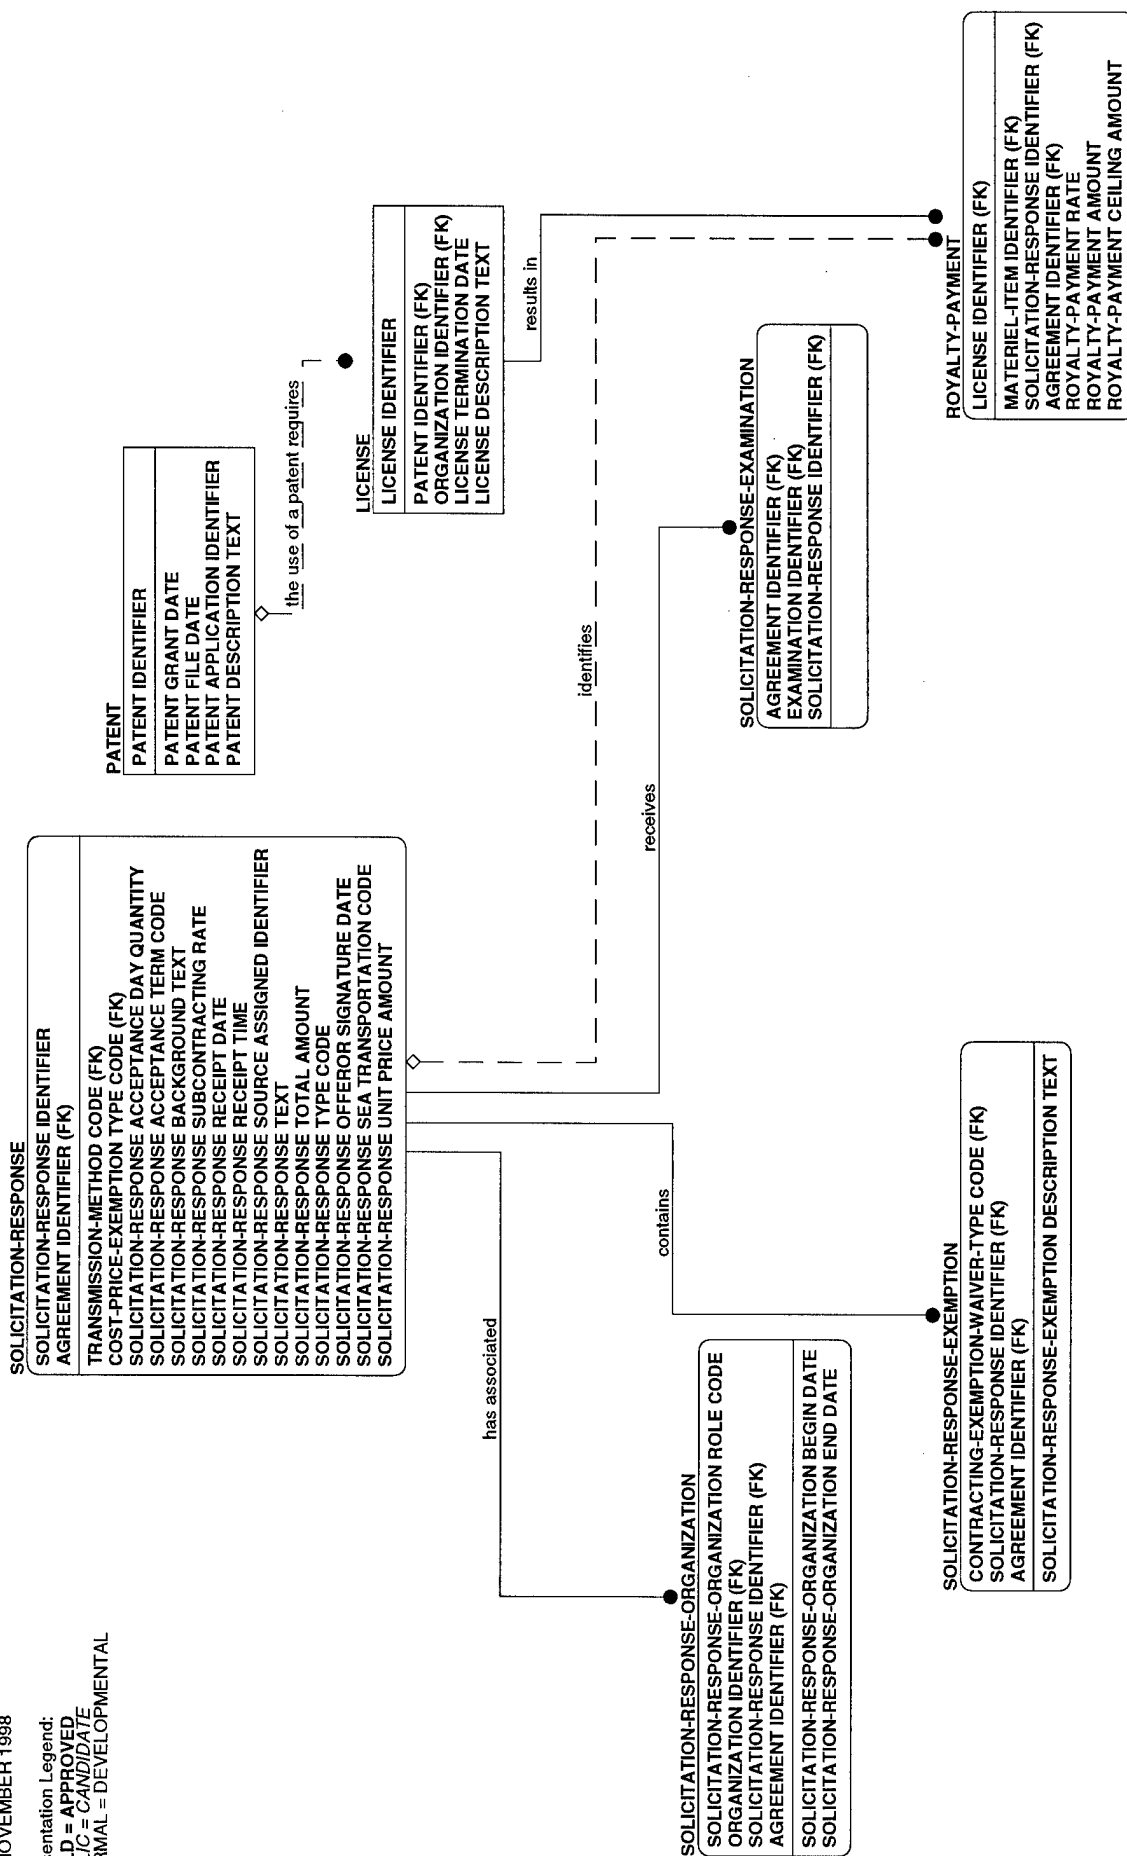 NOVEMBER 1998
Legend:
= APPROVED
= CANDIDATE
= DEVELOPMENTAL
SOLICITATION-RESPONSE
SOLICITATION-RESPONSE IDENTIFIER
AGREEMENT IDENTIFIER (FK)
TRANSMISSION-METHOD CODE (FK)
COST-PRICE-EXEMPTION TYPE CODE (FK)
SOLICITATION-RESPONSE ACCEPTANCE DAY QUANTITY
SOLICITATION-RESPONSE ACCEPTANCE TERM CODE
SOLICITATION-RESPONSE BACKGROUND TEXT
SOLICITATION-RESPONSE SUBCONTRACTING RATE
SOLICITATION-RESPONSE RECEIPT DATE
SOLICITATION-RESPONSE RECEIPT TIME
SOLICITATION-RESPONSE SOURCE ASSIGNED IDENTIFIER
SOLICITATION-RESPONSE TEXT
SOLICITATION-RESPONSE TOTAL AMOUNT
SOLICITATION-RESPONSE TYPE CODE
SOLICITATION-RESPONSE OFFEROR SIGNATURE DATE
SOLICITATION-RESPONSE SEA TRANSPORTATION CODE
SOLICITATION-RESPONSE UNIT PRICE AMOUNT
PATENT
PATENT IDENTIFIER
PATENT GRANT DATE
PATENT FILE DATE
PATENT APPLICATION IDENTIFIER
PATENT DESCRIPTION TEXT
the use of a patent requires
LICENSE
LICENSE IDENTIFIER
PATENT IDENTIFIER (FK)
ORGANIZATION IDENTIFIER (FK)
LICENSE TERMINATION DATE
LICENSE DESCRIPTION TEXT
has associated
contains
receives
identifies
results in
SOLICITATION-RESPONSE-ORGANIZATION
SOLICITATION-RESPONSE-ORGANIZATION ROLE CODE
ORGANIZATION IDENTIFIER (FK)
SOLICITATION-RESPONSE IDENTIFIER (FK)
AGREEMENT IDENTIFIER (FK)
SOLICITATION-RESPONSE-ORGANIZATION BEGIN DATE
SOLICITATION-RESPONSE-ORGANIZATION END DATE
SOLICITATION-RESPONSE-EXAMINATION
AGREEMENT IDENTIFIER (FK)
EXAMINATION IDENTIFIER (FK)
SOLICITATION-RESPONSE IDENTIFIER (FK)
SOLICITATION-RESPONSE-EXEMPTION
CONTRACTING-EXEMPTION-WAIVER-TYPE CODE (FK)
SOLICITATION-RESPONSE IDENTIFIER (FK)
AGREEMENT IDENTIFIER (FK)
SOLICITATION-RESPONSE-EXEMPTION DESCRIPTION TEXT
ROYALTY-PAYMENT
LICENSE IDENTIFIER (FK)
MATERIEL-ITEM IDENTIFIER (FK)
SOLICITATION-RESPONSE IDENTIFIER (FK)
AGREEMENT IDENTIFIER (FK)
ROYALTY-PAYMENT RATE
ROYALTY-PAYMENT AMOUNT
ROYALTY-PAYMENT CEILING AMOUNT